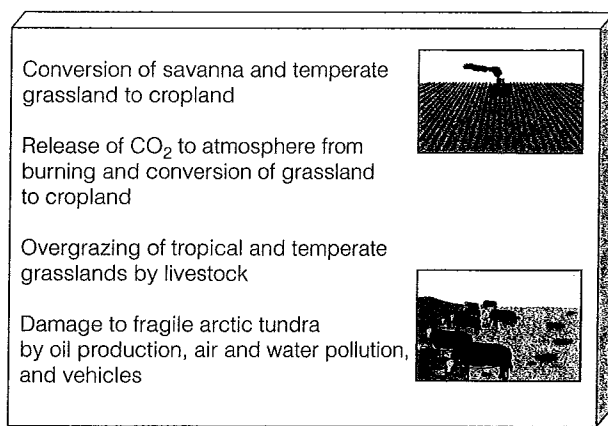 Conversion of savanna and temperate
grassland to cropland
Release of CO₂ to atmosphere from
burning and conversion of grassland
to cropland
Overgrazing of tropical and temperate
grasslands by livestock
Damage to fragile arctic tundra
by oil production, air and water pollution,
and vehicles